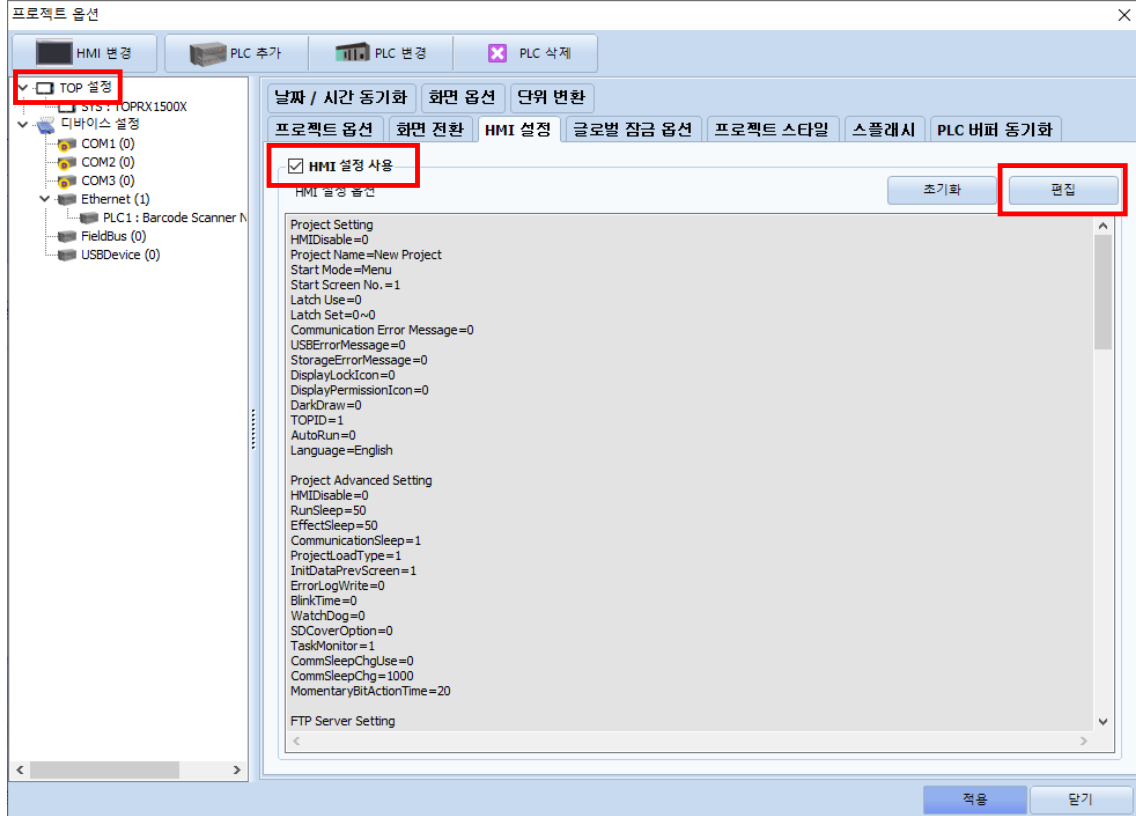 프로젝트 옵션
HMI 변경
PLC 추가
PLC 변경
PLC 삭제
TOP 설정
SYS : TOPRX1500X
디바이스 설정
COM1 (0)
COM2 (0)
COM3 (0)
Ethernet (1)
PLC1 : Barcode Scanner N
FieldBus (0)
USBDevice (0)
날짜 / 시간 동기화 화면 옵션 단위 변환
프로젝트 옵션 화면 전환 HMI 설정 글로벌 잠금 옵션 프로젝트 스타일 스플래시 PLC 버퍼 동기화
HMI 설정 사용
HMI 설정 옵션
초기화
편집
Project Setting
HMIDisable=0
Project Name=New Project
Start Mode=Menu
Start Screen No.=1
Latch Use=0
Latch Set=0~0
Communication Error Message=0
USBErrorMessage=0
StorageErrorMessage=0
DisplayLockIcon=0
DisplayPermissionIcon=0
DarkDraw=0
TOPID=1
AutoRun=0
Language=English
Project Advanced Setting
HMIDisable=0
RunSleep=50
EffectSleep=50
CommunicationSleep=1
ProjectLoadType=1
InitDataPrevScreen=1
ErrorLogWrite=0
BlinkTime=0
WatchDog=0
SDCoverOption=0
TaskMonitor=1
CommSleepChgUse=0
CommSleepChg=1000
MomentaryBitActionTime=20
FTP Server Setting
적용
닫기